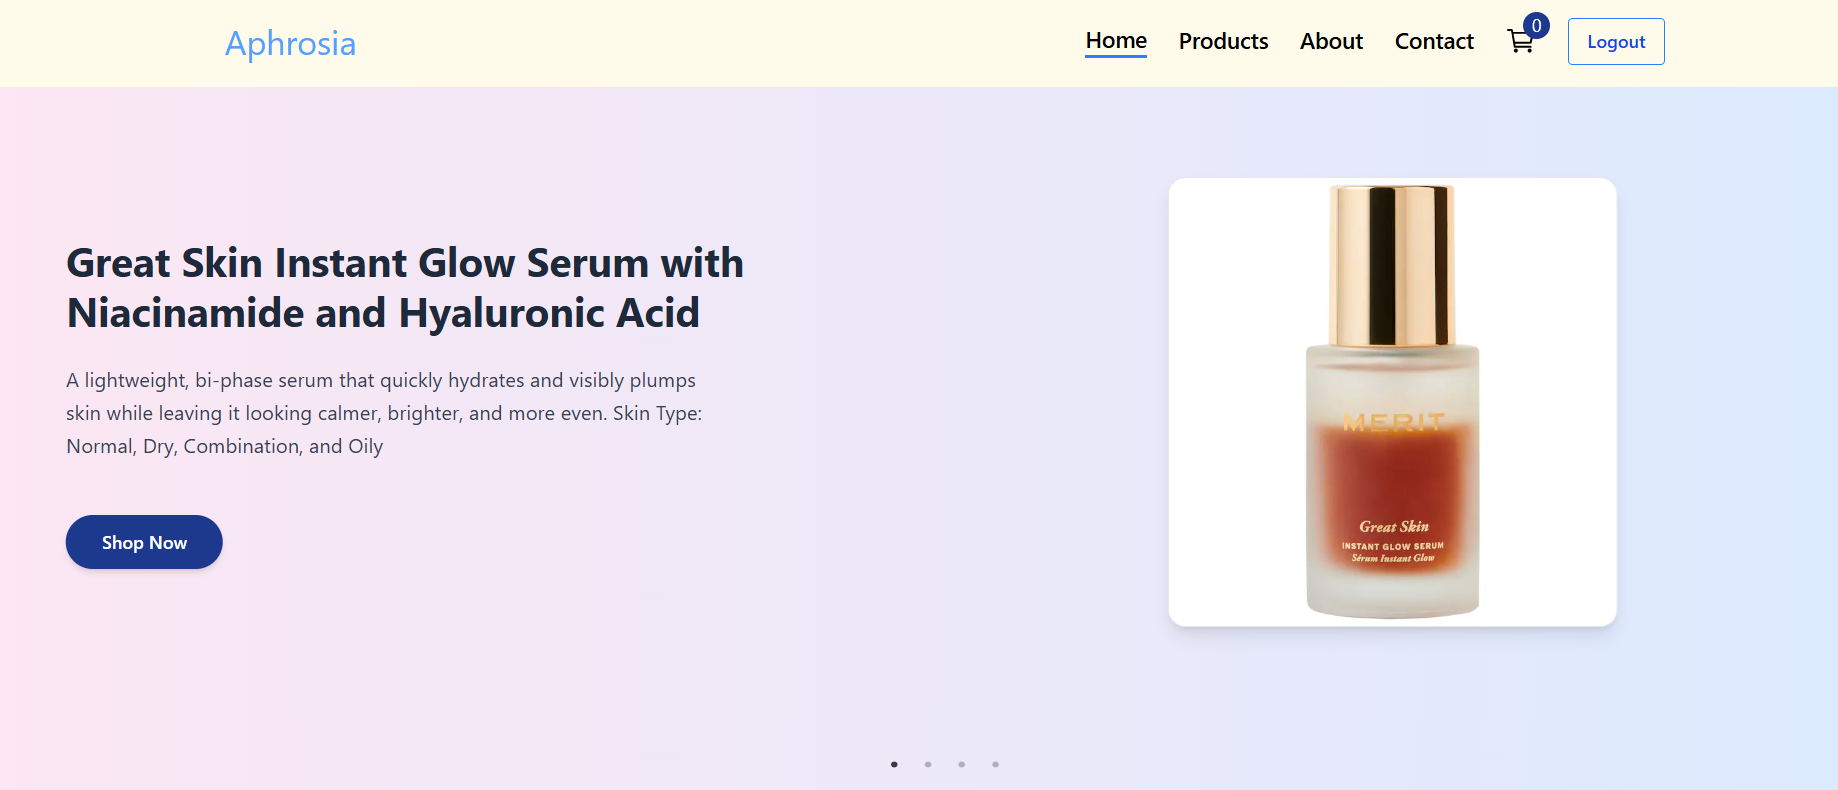 Aphrosia
Home Products About Contact 0 Logout
Great Skin Instant Glow Serum with
Niacinamide and Hyaluronic Acid
A lightweight, bi-phase serum that quickly hydrates and visibly plumps
skin while leaving it looking calmer, brighter, and more even. Skin Type:
Normal, Dry, Combination, and Oily
Shop Now
MERIT
Great Skin
INSTANT GLOW SERUM
Sérum Instant Glow